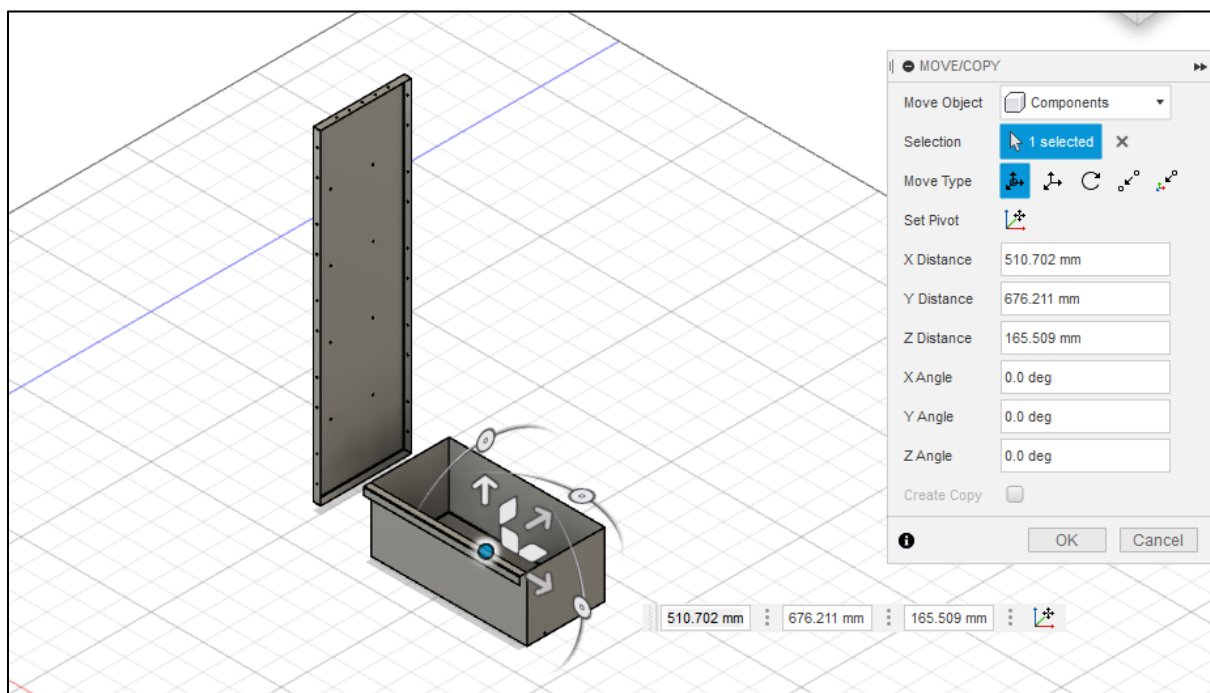 MOVE/COPY
Move Object Components
Selection 1 selected
Move Type
Set Pivot
X Distance 510.702 mm
Y Distance 676.211 mm
Z Distance 165.509 mm
X Angle 0.0 deg
Y Angle 0.0 deg
Z Angle 0.0 deg
Create Copy
OK Cancel
510.702 mm 676.211 mm 165.509 mm